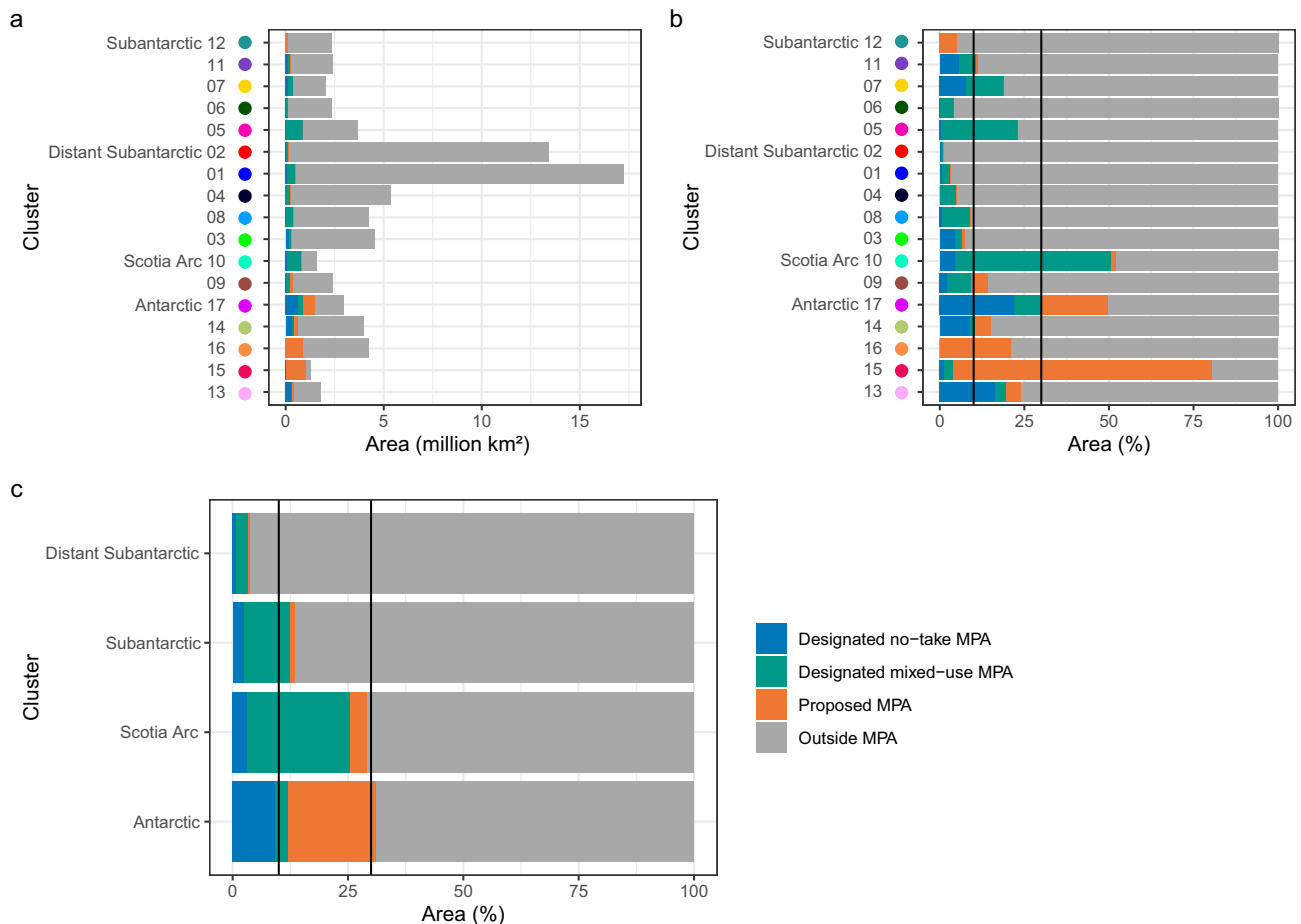 a
Cluster
Subantarctic 12
11
07
06
05
Distant Subantarctic 02
01
04
08
03
Scotia Arc 10
09
Antarctic 17
14
16
15
13
0 5 10 15
Area (million km²)
b
Cluster
Subantarctic 12
11
07
06
05
Distant Subantarctic 02
01
04
08
03
Scotia Arc 10
09
Antarctic 17
14
16
15
13
0 25 50 75 100
Area (%)
c
Cluster
Distant Subantarctic
Subantarctic
Scotia Arc
Antarctic
0 25 50 75 100
Area (%)
Designated no−take MPA
Designated mixed−use MPA
Proposed MPA
Outside MPA